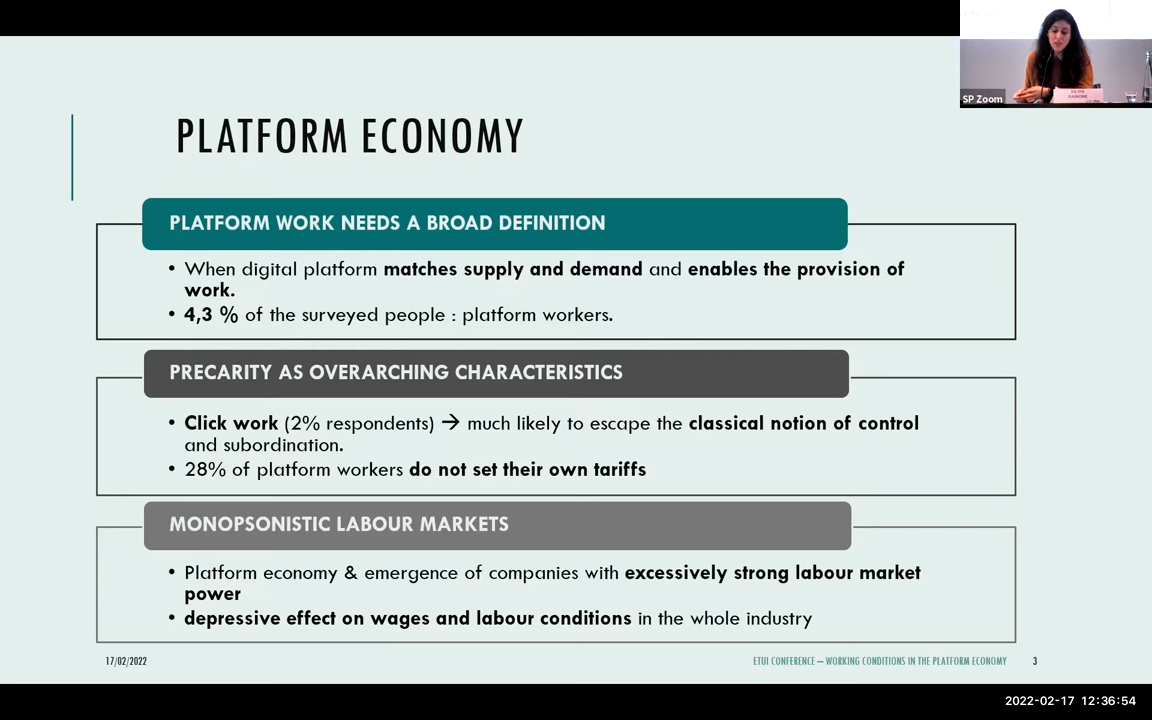 SP Zoom
PLATFORM ECONOMY
PLATFORM WORK NEEDS A BROAD DEFINITION
• When digital platform matches supply and demand and enables the provision of
work.
• 4,3 % of the surveyed people : platform workers.
PRECARITY AS OVERARCHING CHARACTERISTICS
• Click work (2% respondents) → much likely to escape the classical notion of control
and subordination.
• 28% of platform workers do not set their own tariffs
MONOPSONISTIC LABOUR MARKETS
• Platform economy & emergence of companies with excessively strong labour market
power
• depressive effect on wages and labour conditions in the whole industry
17/02/2022
ETUI CONFERENCE – WORKING CONDITIONS IN THE PLATFORM ECONOMY
3
2022-02-17 12:36:54